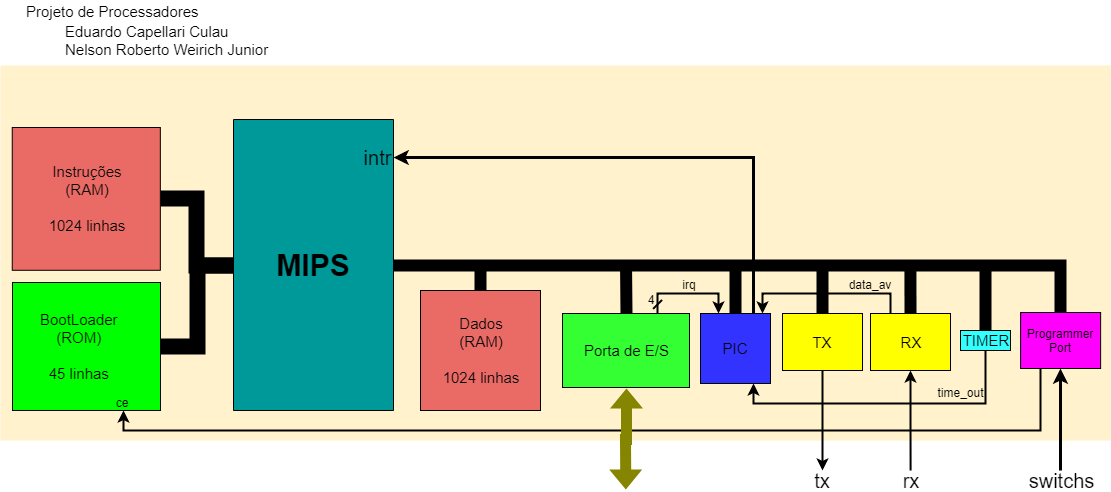 Projeto de Processadores
Eduardo Capellari Culau
Nelson Roberto Weirich Junior
Instruções
(RAM)
1024 linhas
BootLoader
(ROM)
45 linhas
ce
MIPS
intr
Dados
(RAM)
1024 linhas
4
irq
Porta de E/S
PIC
data_av
TX
RX
TIMER
time_out
Programmer
Port
tx
rx
switchs